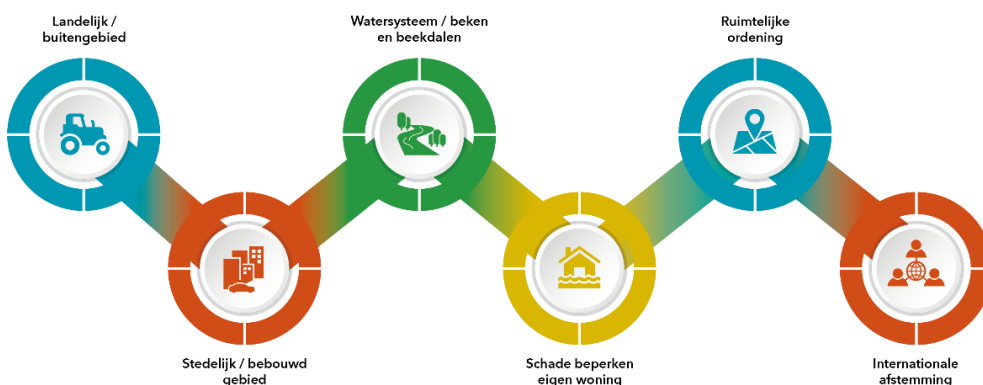 Landelijk /
buitengebied
Watersysteem / beken
en beekdalen
Ruimtelijke
ordening
Stedelijk / bebouwd
gebied
Schade beperken
eigen woning
Internationale
afstemming